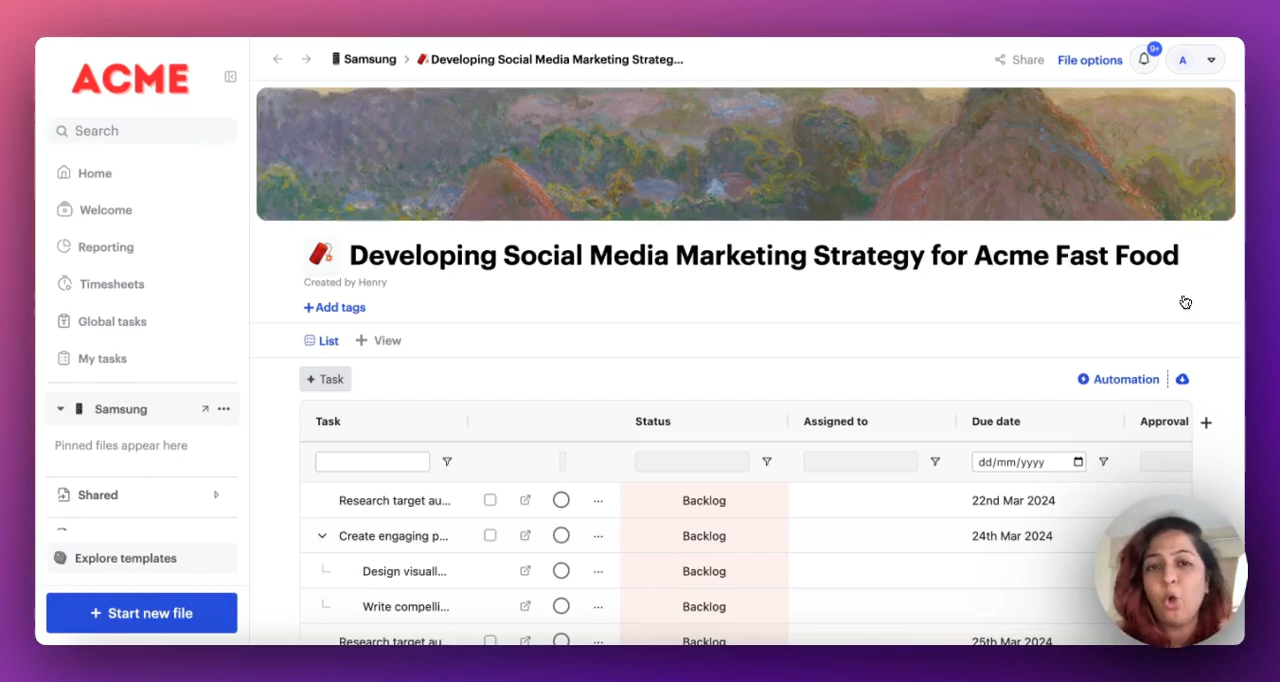 ACME
Search
Home
Welcome
Reporting
Timesheets
Global tasks
My tasks
Samsung
Pinned files appear here
Shared
Explore templates
+ Start new file
Samsung > Developing Social Media Marketing Strateg...
Share File options 9+ A
Developing Social Media Marketing Strategy for Acme Fast Food
Created by Henry
+Add tags
List + View
+ Task Automation
Task Status Assigned to Due date Approval +
dd/mm/yyyy
Research target au... ... Backlog 22nd Mar 2024
Create engaging p... ... Backlog 24th Mar 2024
Design visuall... ... Backlog
Write compelli... ... Backlog
Research target au... ... Backlog 25th Mar 2024